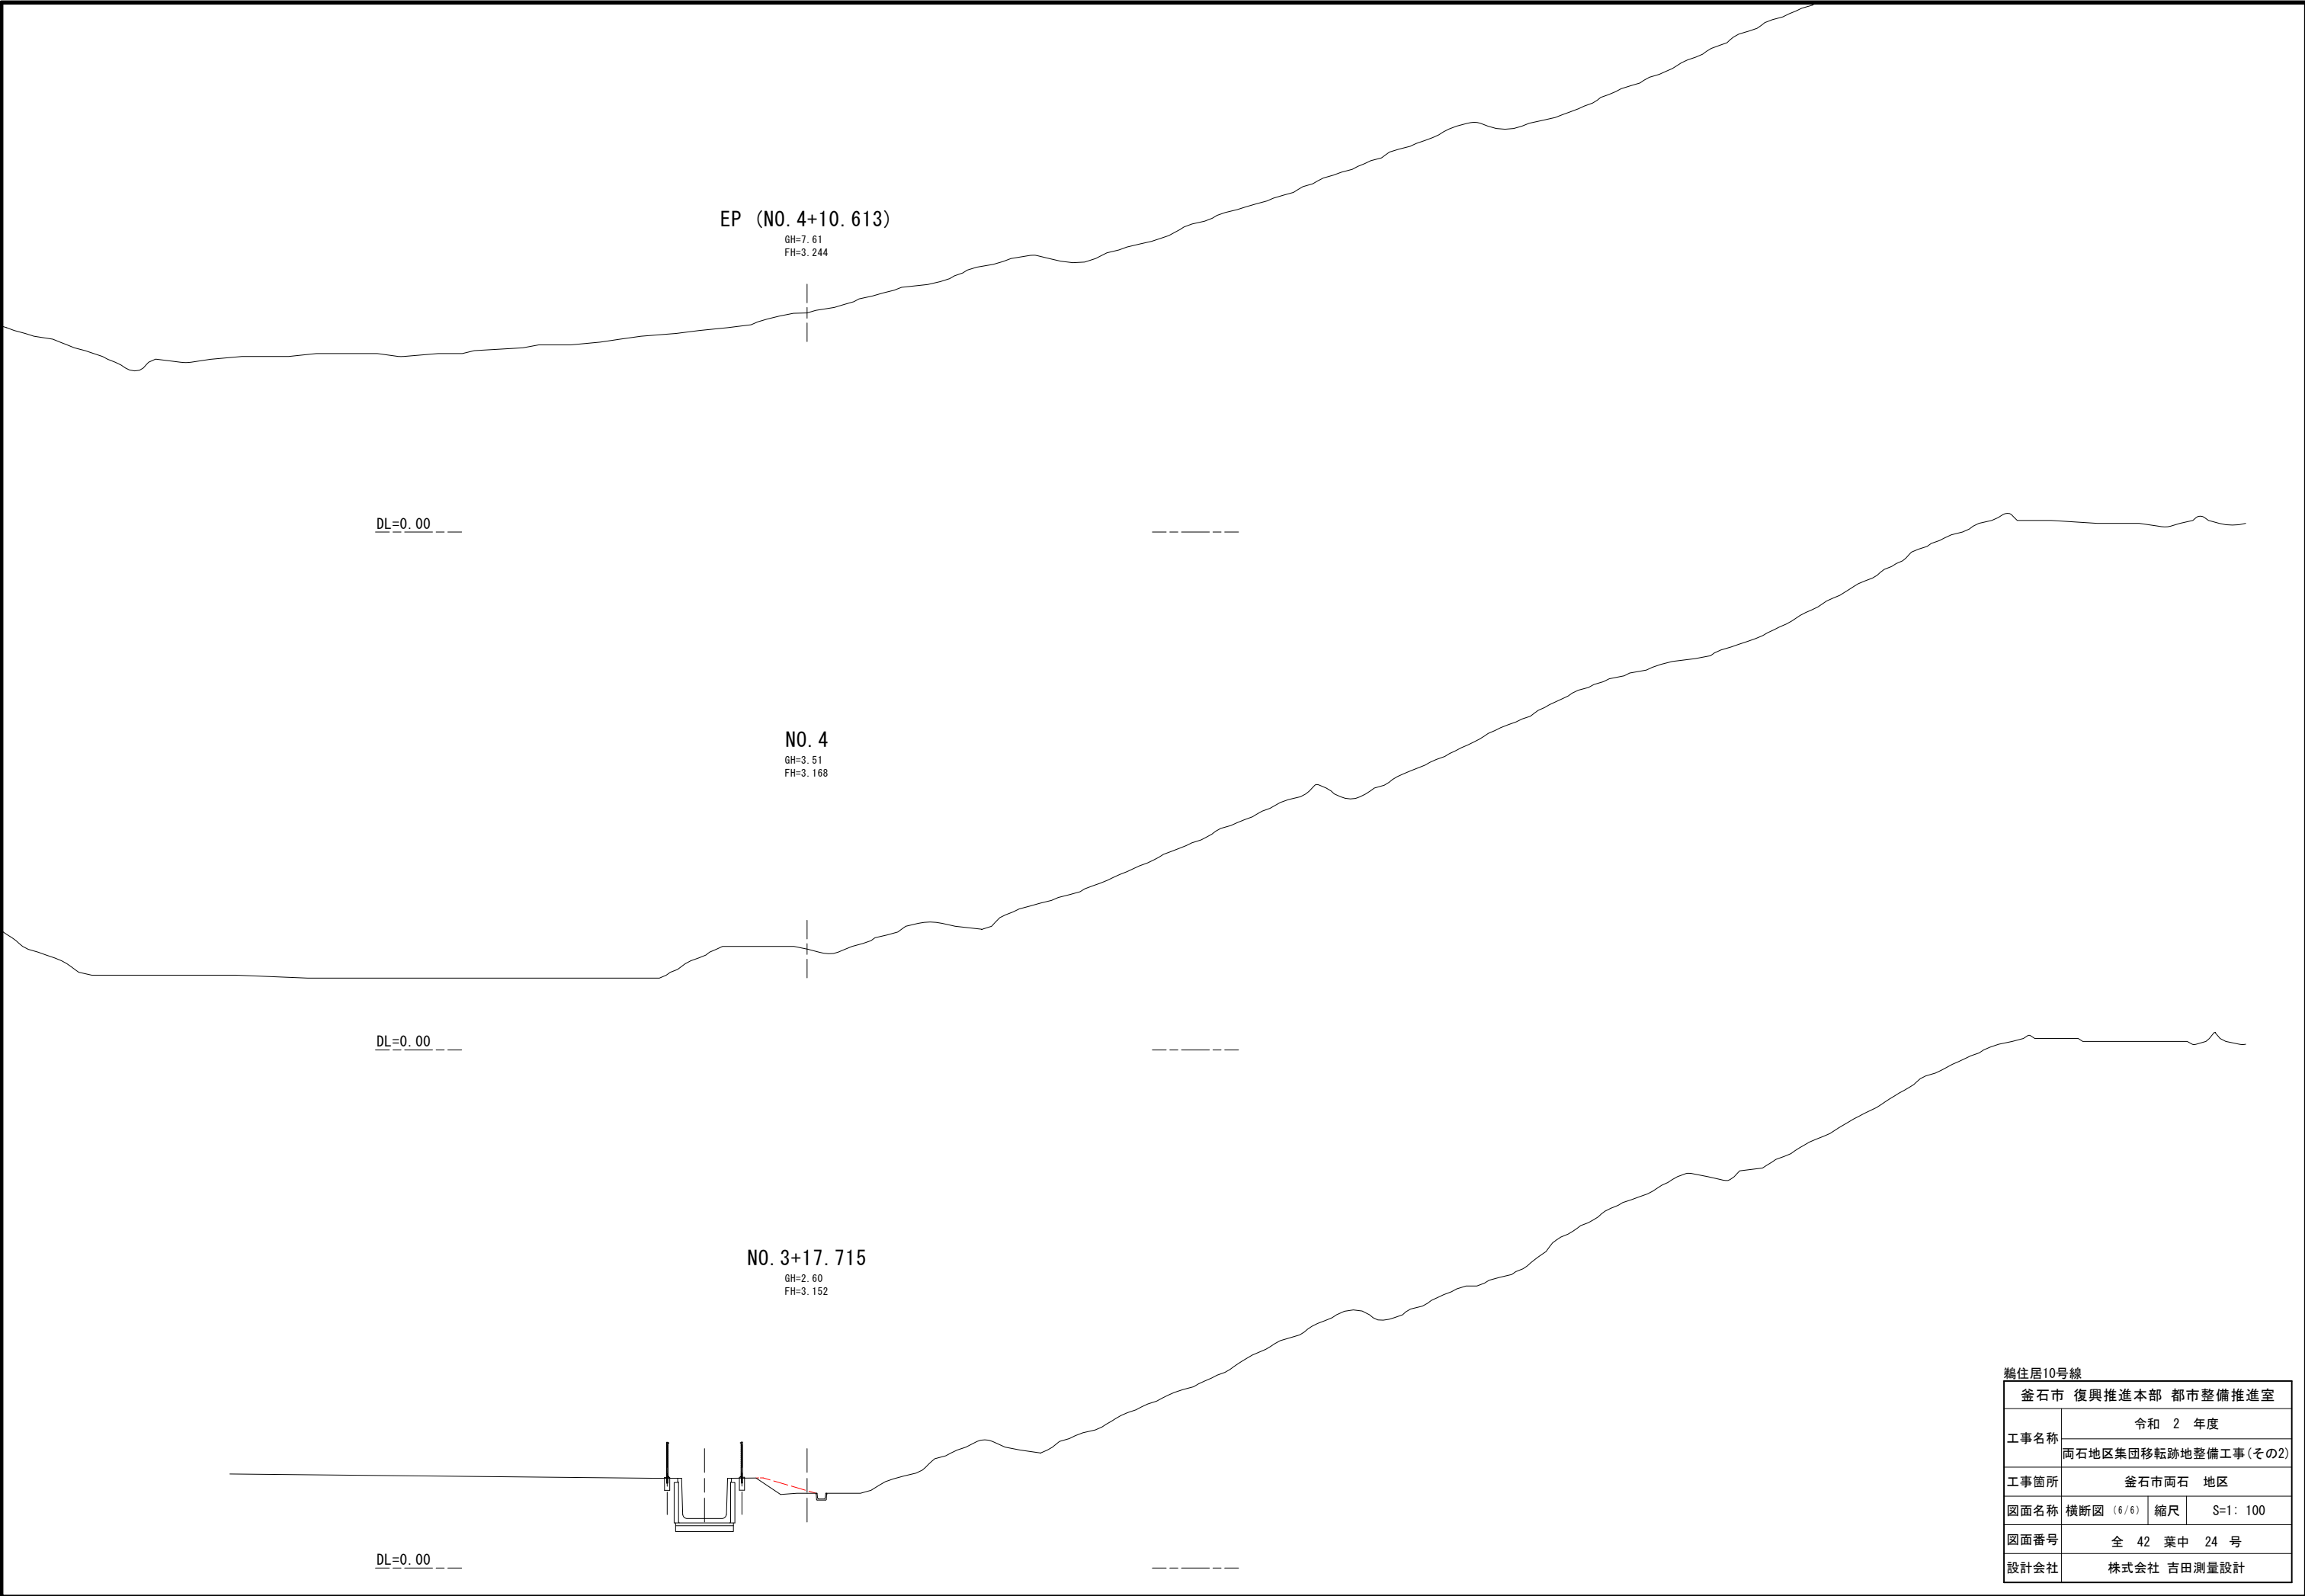 EP (NO.4+10.613)
GH=7.61
FH=3.244
DL=0.00
NO.4
GH=3.51
FH=3.168
DL=0.00
NO.3+17.715
GH=2.60
FH=3.152
DL=0.00
鵜住居10号線
釜石市 復興推進本部 都市整備推進室
工事名称 令和 2 年度
両石地区集団移転跡地整備工事(その2)
工事箇所 釜石市両石 地区
図面名称 横断図 (6/6) 縮尺 S=1:100
図面番号 全 42 葉中 24 号
設計会社 株式会社 吉田測量設計